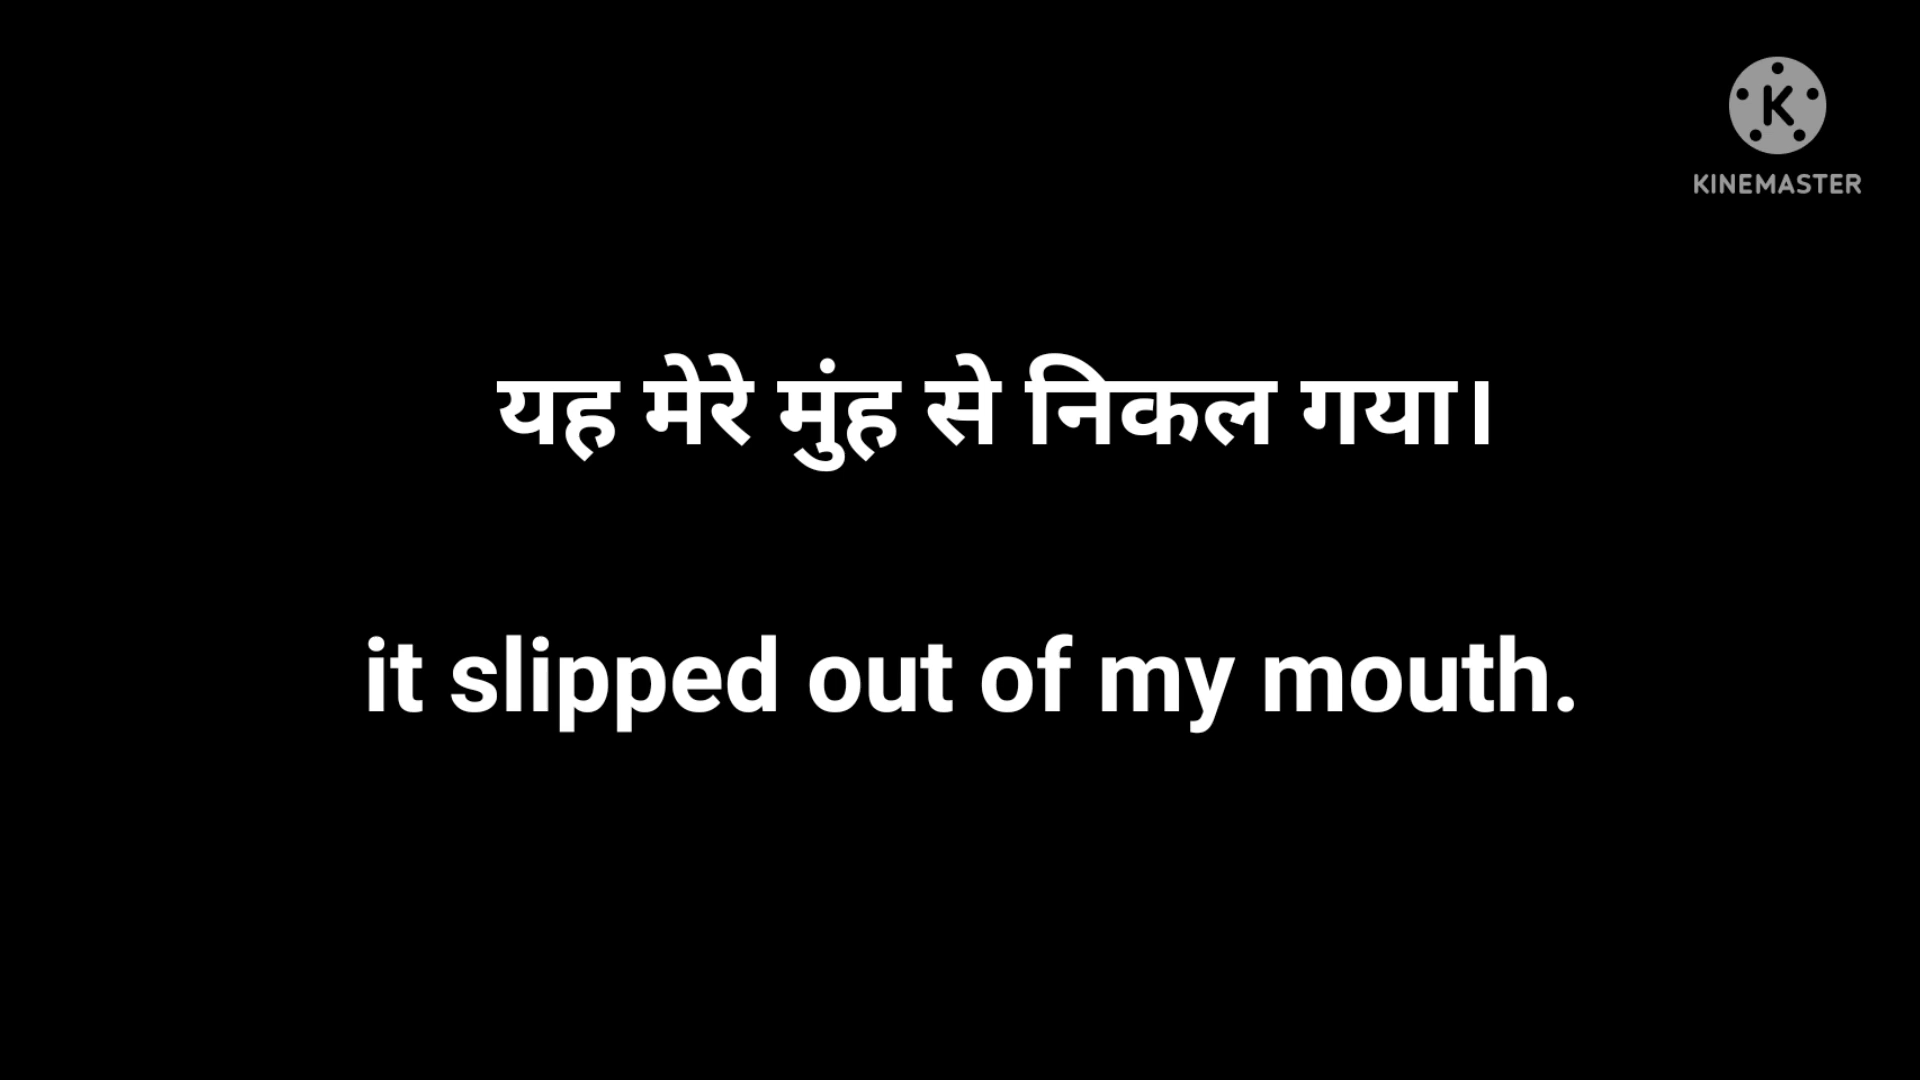 KINEMASTER
यह मेरे मुंह से निकल गया।
it slipped out of my mouth.